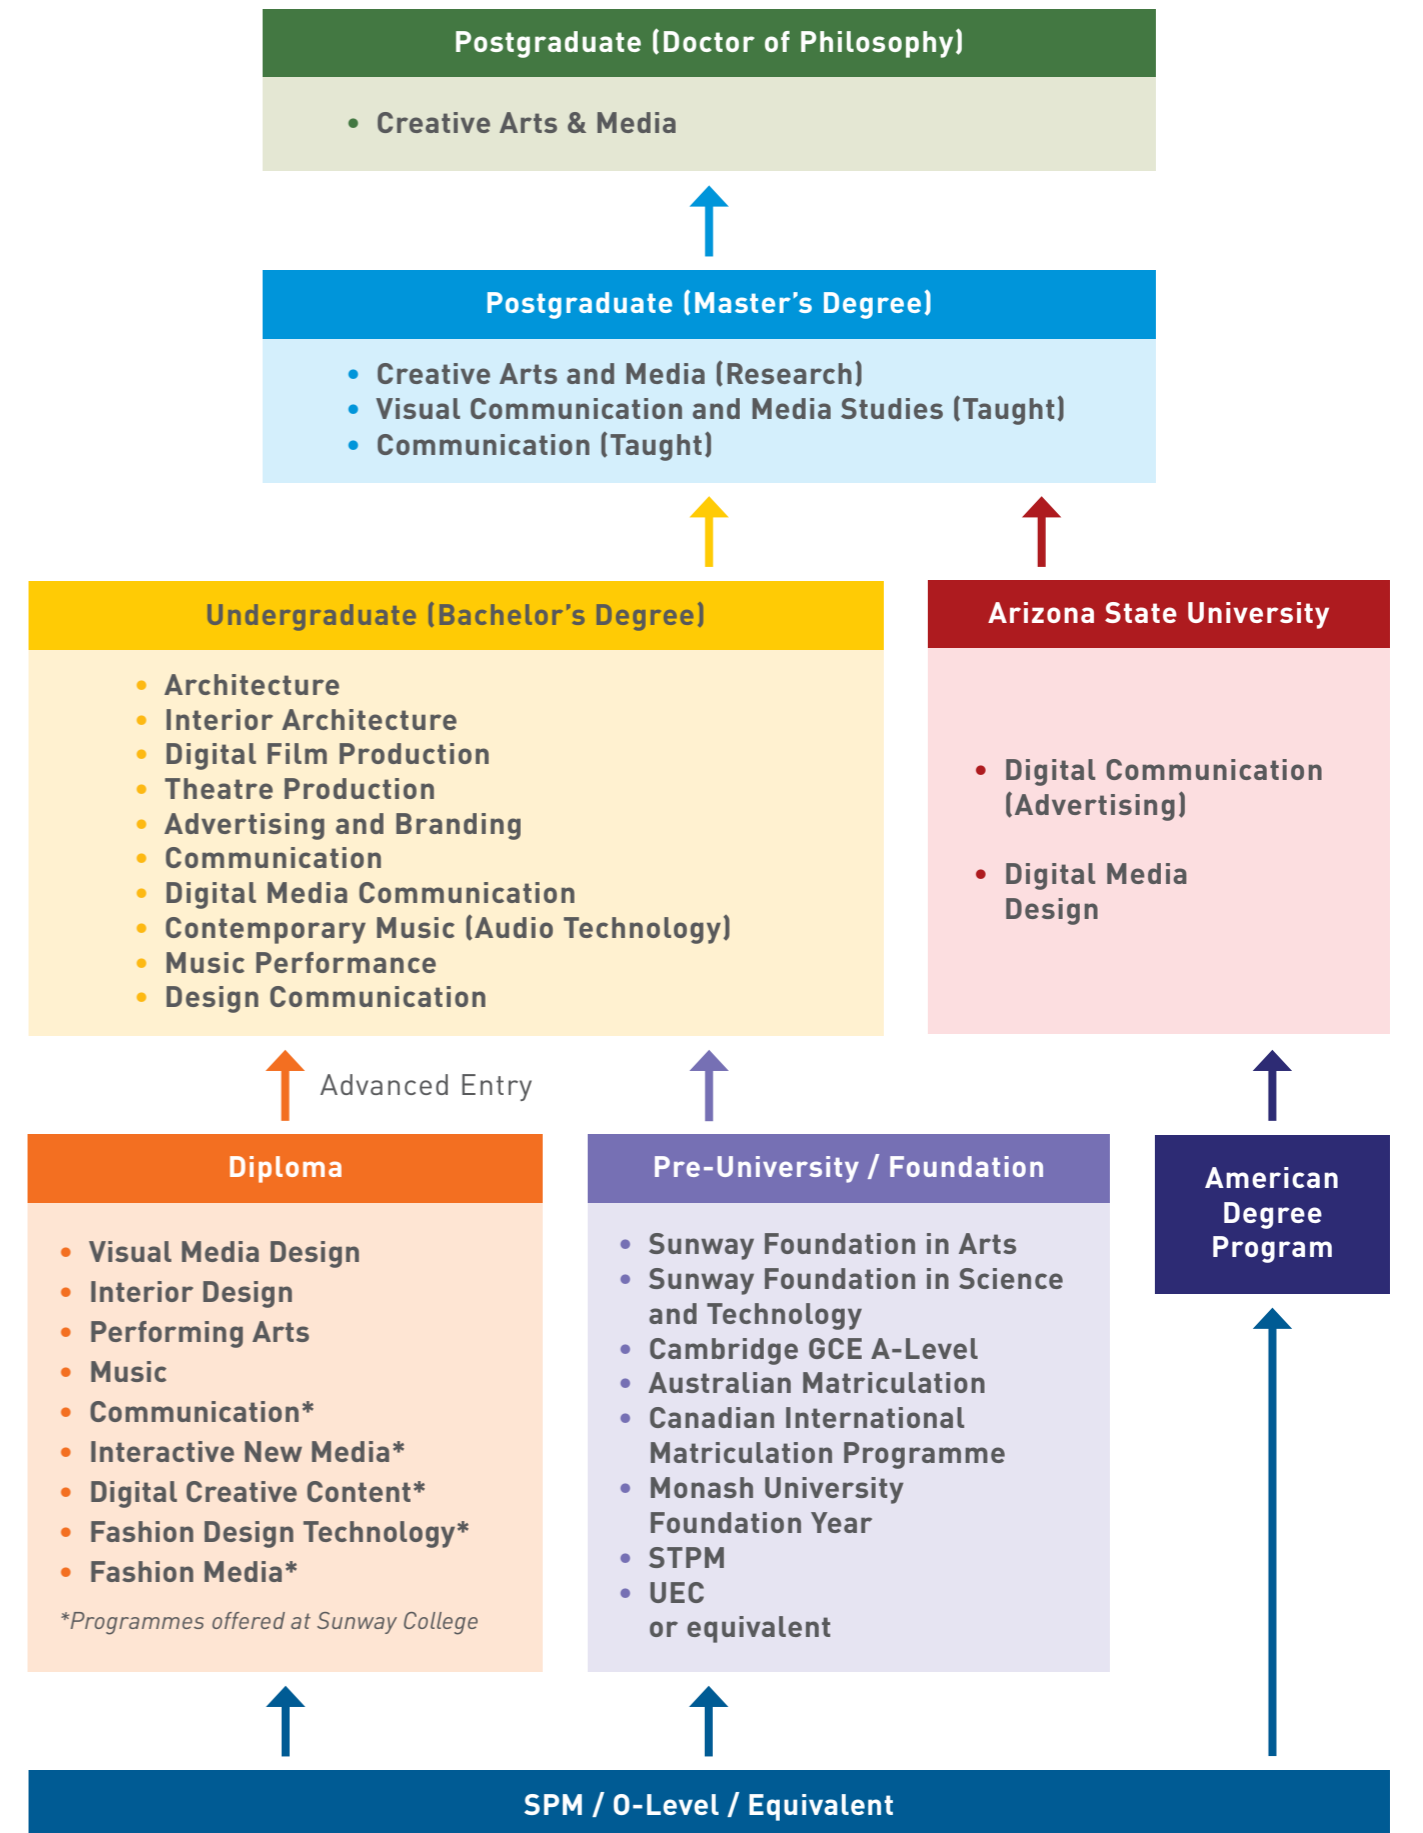 Postgraduate (Doctor of Philosophy)
• Creative Arts & Media
Postgraduate (Master’s Degree)
• Creative Arts and Media (Research)
• Visual Communication and Media Studies (Taught)
• Communication (Taught)
Undergraduate (Bachelor’s Degree)
• Architecture
• Interior Architecture
• Digital Film Production
• Theatre Production
• Advertising and Branding
• Communication
• Digital Media Communication
• Contemporary Music (Audio Technology)
• Music Performance
• Design Communication
Arizona State University
• Digital Communication
(Advertising)
• Digital Media
Design
Advanced Entry
Diploma
• Visual Media Design
• Interior Design
• Performing Arts
• Music
• Communication*
• Interactive New Media*
• Digital Creative Content*
• Fashion Design Technology*
• Fashion Media*
*Programmes offered at Sunway College
Pre-University / Foundation
• Sunway Foundation in Arts
• Sunway Foundation in Science
and Technology
• Cambridge GCE A-Level
• Australian Matriculation
• Canadian International
Matriculation Programme
• Monash University
Foundation Year
• STPM
• UEC
or equivalent
American
Degree
Program
SPM / O-Level / Equivalent